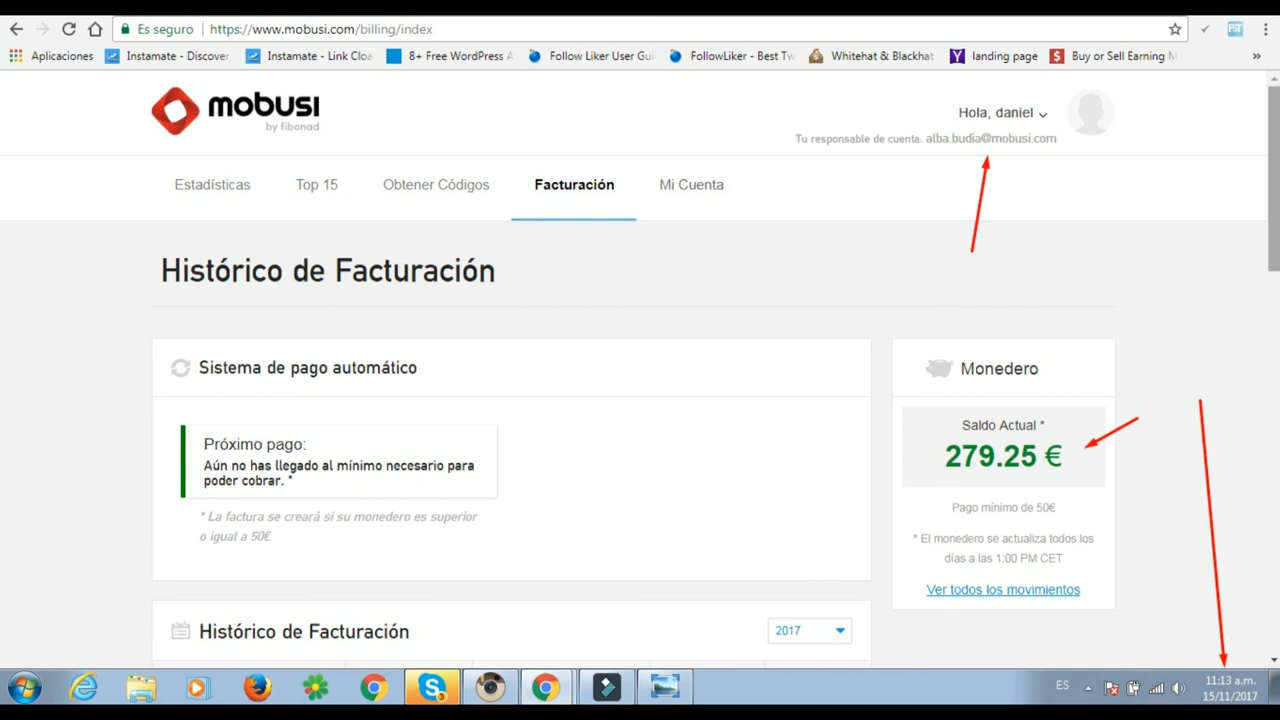 Es seguro | https://www.mobusi.com/billing/index
Aplicaciones Instamate - Discover Instamate - Link Cloa 8+ Free WordPress A Follow Liker User Gui FollowLiker - Best Tw Whitehat & Blackhat landing page Buy or Sell Earning M »
mobusi
by fibonad
Hola, daniel
Tu responsable de cuenta: alba.budia@mobusi.com
Estadísticas Top 15 Obtener Códigos Facturación Mi Cuenta
Histórico de Facturación
Sistema de pago automático
Próximo pago:
Aún no has llegado al mínimo necesario para
poder cobrar. *
* La factura se creará si su monedero es superior
o igual a 50€.
Monedero
Saldo Actual *
279.25 €
Pago mínimo de 50€
* El monedero se actualiza todos los
días a las 1:00 PM CET
Ver todos los movimientos
Histórico de Facturación
2017
ES
11:13 a.m.
15/11/2017